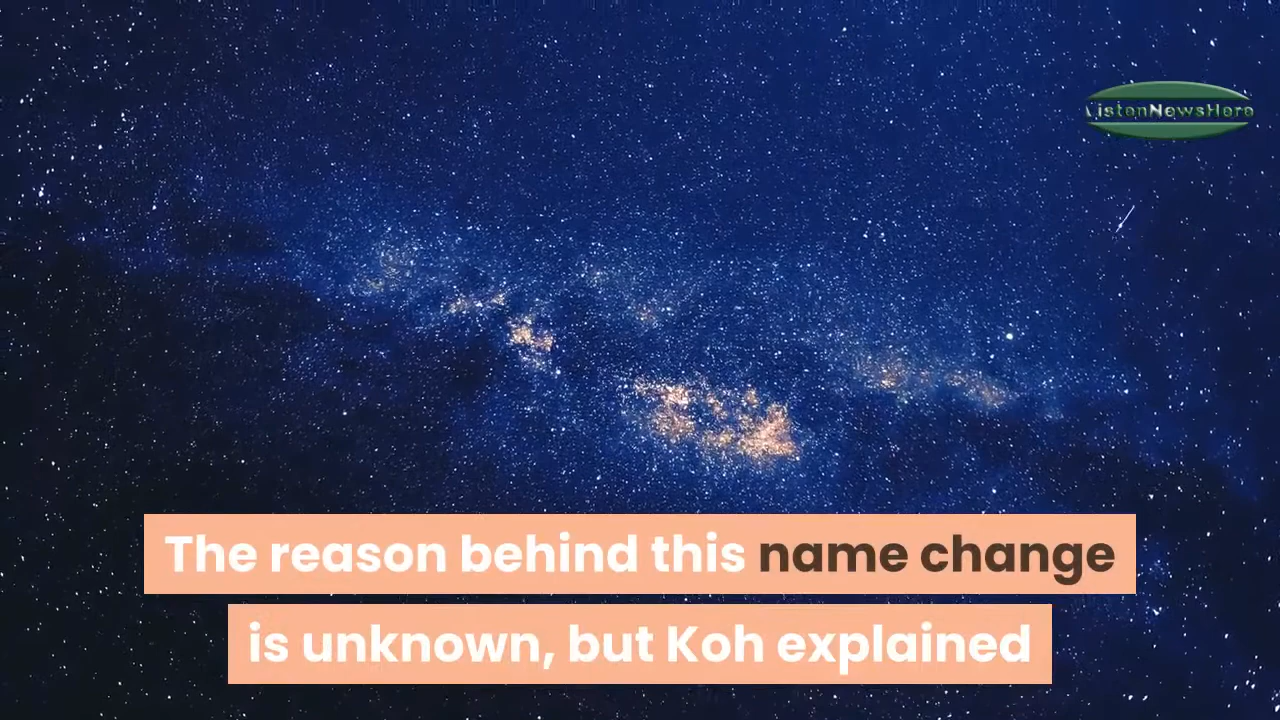 ListenNewsHere
The reason behind this name change
is unknown, but Koh explained